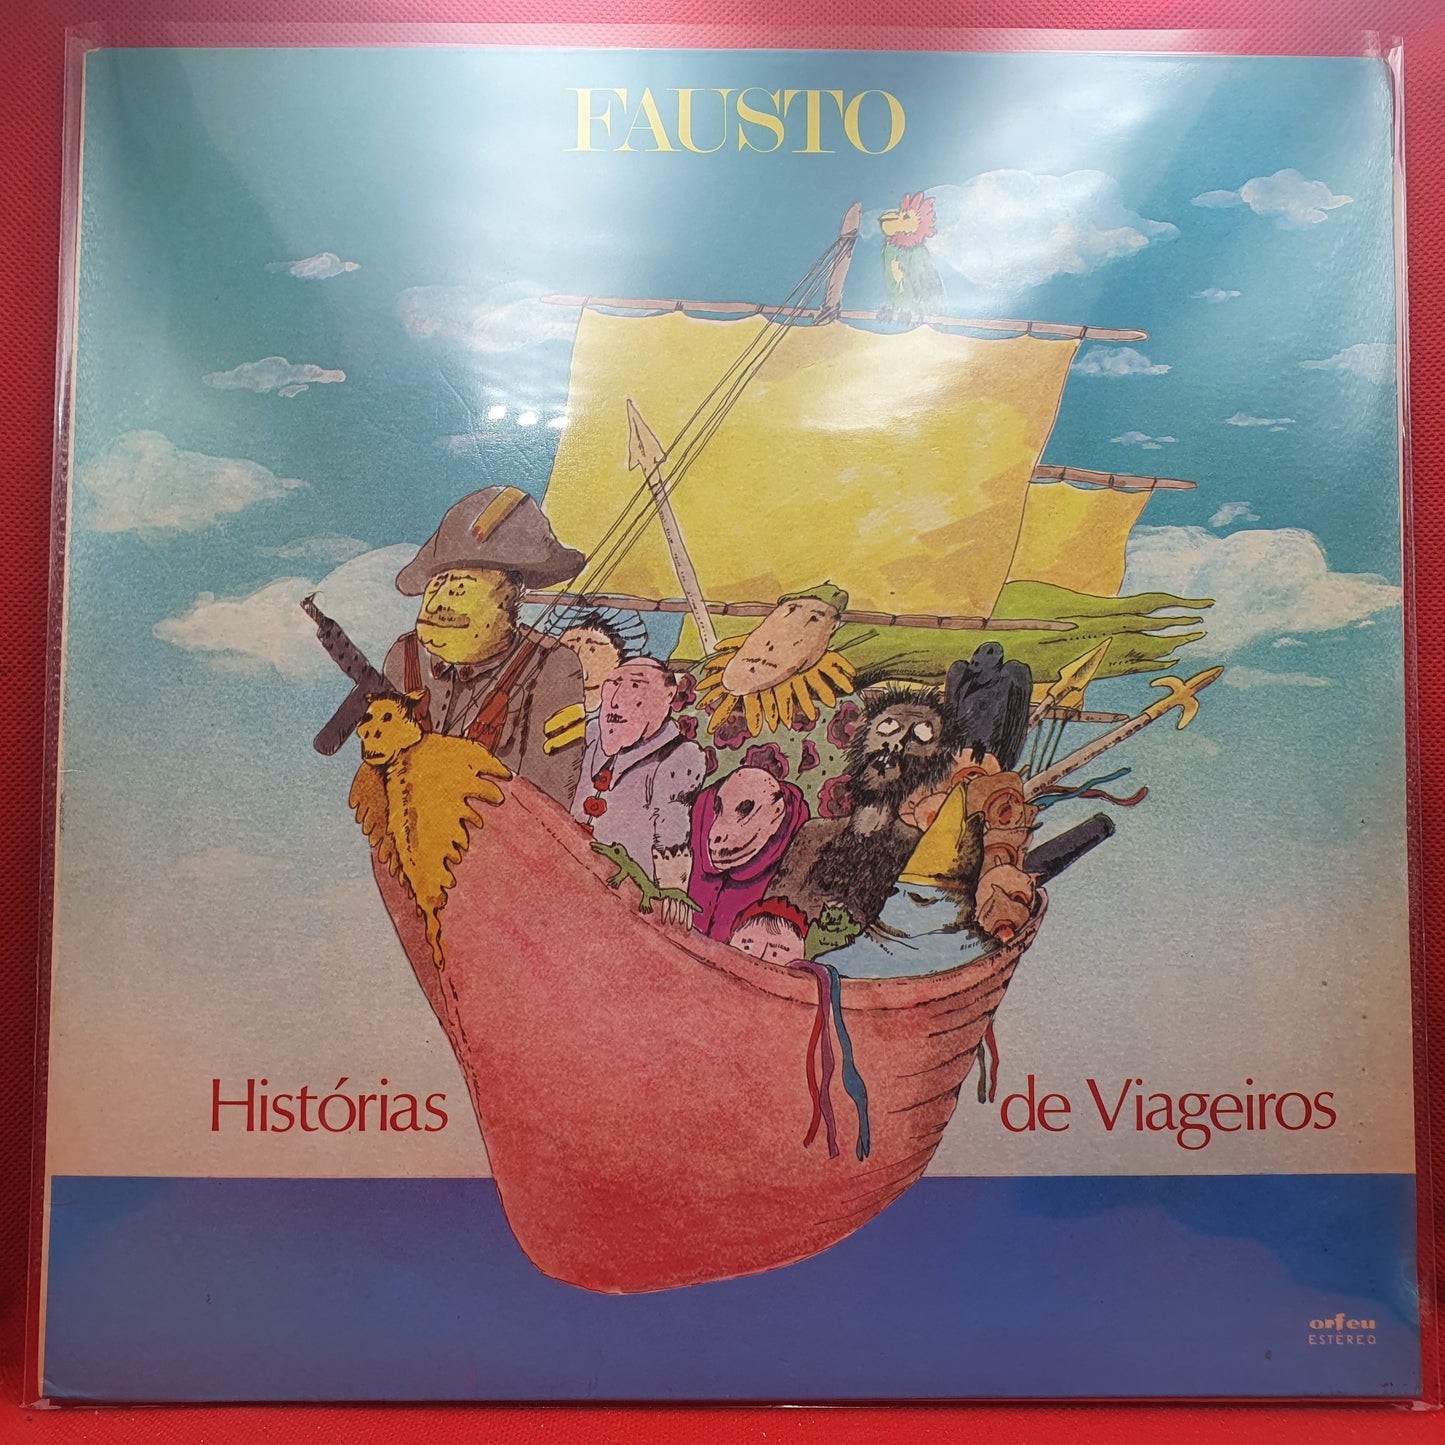 FAUSTO
Histórias de Viageiros
orfeu
ESTÉREO